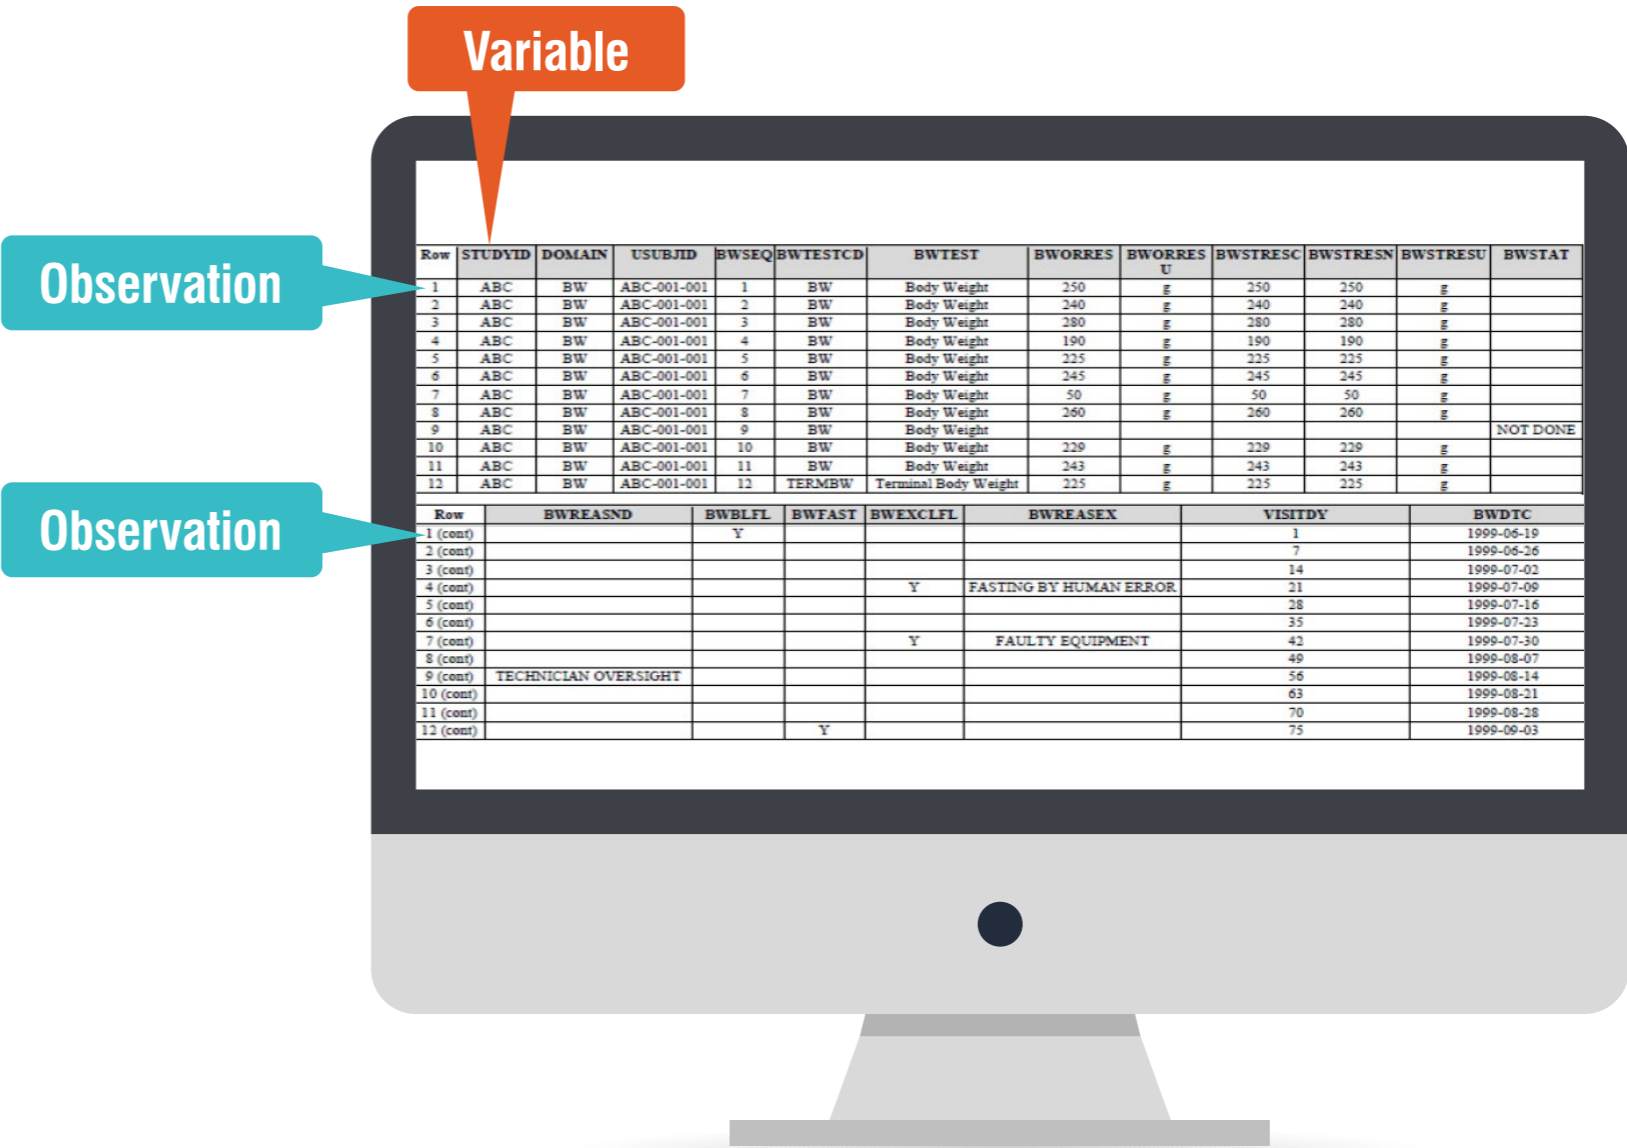 Variable
Observation
Row STUDYID DOMAIN USUBJID BWSEQ BWTESTCD BWTEST BWORRES BWORRES U BWSTRESC BWSTRESN BWSTRESU BWSTAT
1 ABC BW ABC-001-001 1 BW Body Weight 250 g 250 250 g
2 ABC BW ABC-001-001 2 BW Body Weight 240 g 240 240 g
3 ABC BW ABC-001-001 3 BW Body Weight 280 g 280 280 g
4 ABC BW ABC-001-001 4 BW Body Weight 190 g 190 190 g
5 ABC BW ABC-001-001 5 BW Body Weight 225 g 225 225 g
6 ABC BW ABC-001-001 6 BW Body Weight 245 g 245 245 g
7 ABC BW ABC-001-001 7 BW Body Weight 50 g 50 50 g
8 ABC BW ABC-001-001 8 BW Body Weight 260 g 260 260 g
9 ABC BW ABC-001-001 9 BW Body Weight NOT DONE
10 ABC BW ABC-001-001 10 BW Body Weight 229 g 229 229 g
11 ABC BW ABC-001-001 11 BW Body Weight 243 g 243 243 g
12 ABC BW ABC-001-001 12 TERMBW Terminal Body Weight 225 g 225 225 g
Observation
Row BWREASND BWBLFL BWFAST BWEXCLFL BWREASEX VISITDY BWDTC
1 (cont) Y 1 1999-06-19
2 (cont) 7 1999-06-26
3 (cont) 14 1999-07-02
4 (cont) Y FASTING BY HUMAN ERROR 21 1999-07-09
5 (cont) 28 1999-07-16
6 (cont) 35 1999-07-23
7 (cont) Y FAULTY EQUIPMENT 42 1999-07-30
8 (cont) 49 1999-08-07
9 (cont) TECHNICIAN OVERSIGHT 56 1999-08-14
10 (cont) 63 1999-08-21
11 (cont) 70 1999-08-28
12 (cont) Y 75 1999-09-03